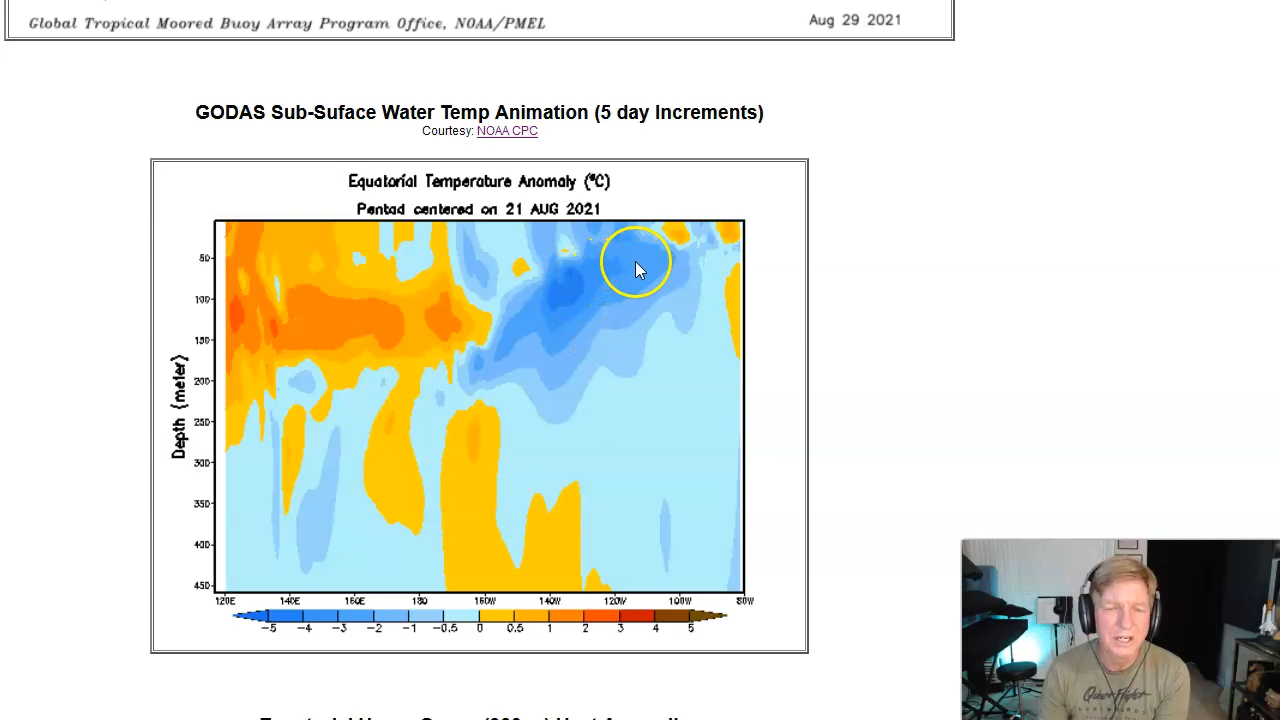 Global Tropical Moored Buoy Array Program Office, NOAA/PMEL
Aug 29 2021
GODAS Sub-Suface Water Temp Animation (5 day Increments)
Courtesy: NOAA CPC
Equatorial Temperature Anomaly (°C)
Pentad centered on 21 AUG 2021
Depth (meter)
50
100
150
200
250
300
350
400
450
120E 140E 160E 180 160W 140W 120W 100W 80W
-5 -4 -3 -2 -1 -0.5 0 0.5 1 2 3 4 5
Quiet Flight